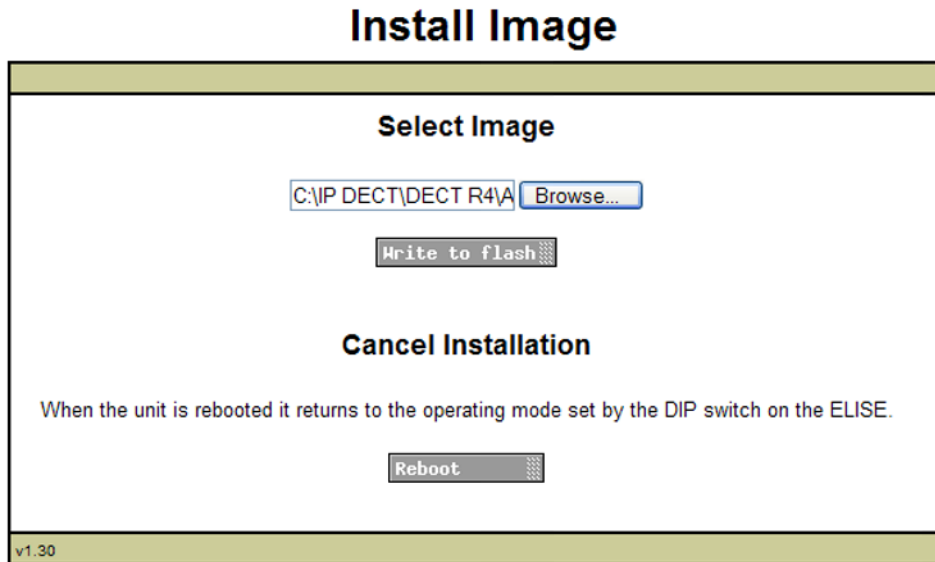 Install Image
Select Image
C:\IP DECT\DECT R4\A Browse...
Write to flash
Cancel Installation
When the unit is rebooted it returns to the operating mode set by the DIP switch on the ELISE.
Reboot
v1.30